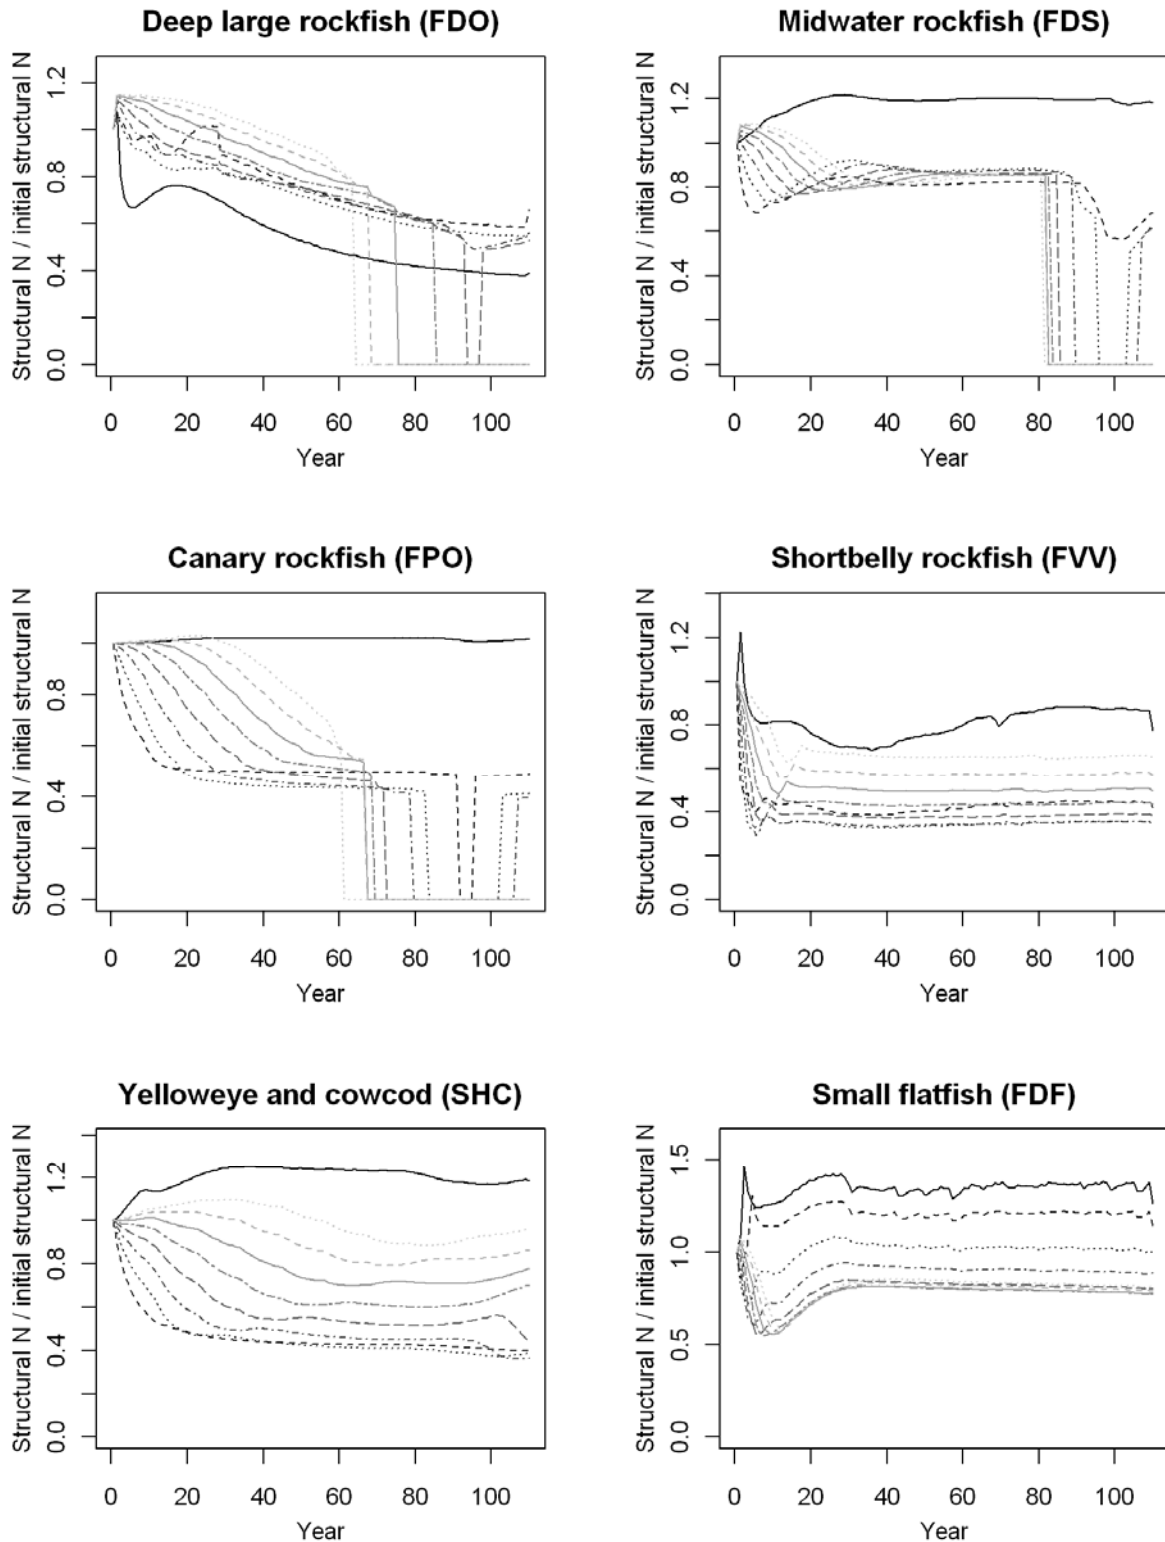 Deep large rockfish (FDO)
Structural N / initial structural N
0.0 0.4 0.8 1.2
0 20 40 60 80 100
Year
Midwater rockfish (FDS)
Structural N / initial structural N
0.0 0.4 0.8 1.2
0 20 40 60 80 100
Year
Canary rockfish (FPO)
Structural N / initial structural N
0.0 0.4 0.8
0 20 40 60 80 100
Year
Shortbelly rockfish (FVV)
Structural N / initial structural N
0.0 0.4 0.8 1.2
0 20 40 60 80 100
Year
Yelloweye and cowcod (SHC)
Structural N / initial structural N
0.0 0.4 0.8 1.2
0 20 40 60 80 100
Year
Small flatfish (FDF)
Structural N / initial structural N
0.0 0.5 1.0 1.5
0 20 40 60 80 100
Year